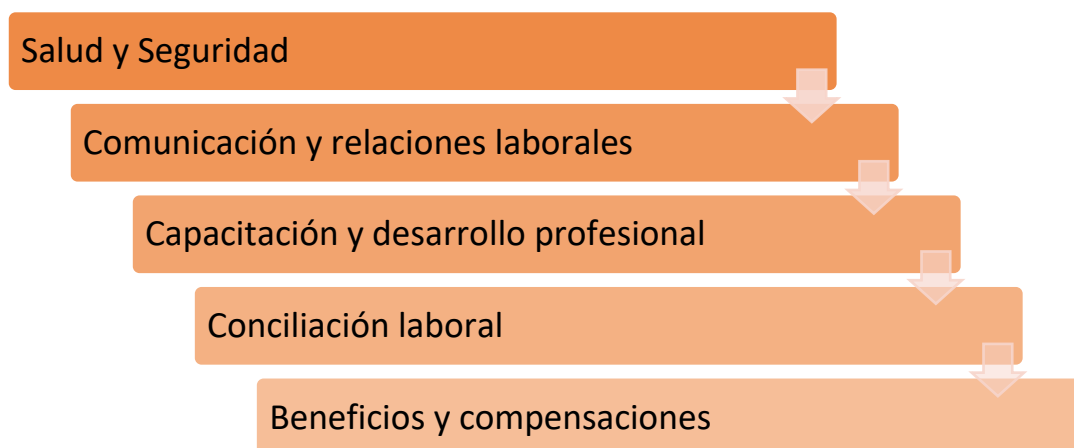 Salud y Seguridad
Comunicación y relaciones laborales
Capacitación y desarrollo profesional
Conciliación laboral
Beneficios y compensaciones